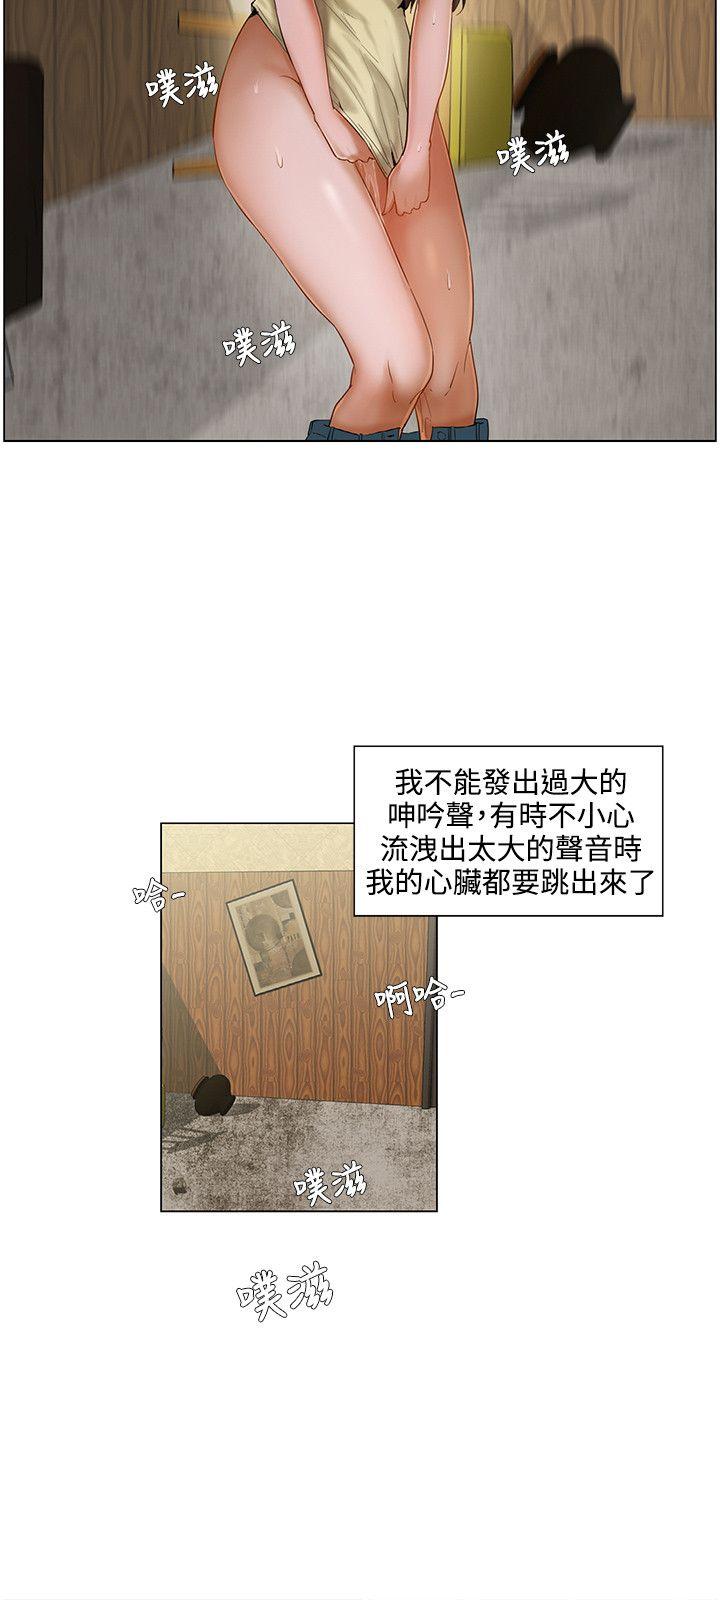 噗滋
噗滋
噗滋
我不能發出過大的
呻吟聲，有時不小心
流洩出太大的聲音時
我的心臟都要跳出來了
哈-
啊哈-
噗滋
噗滋